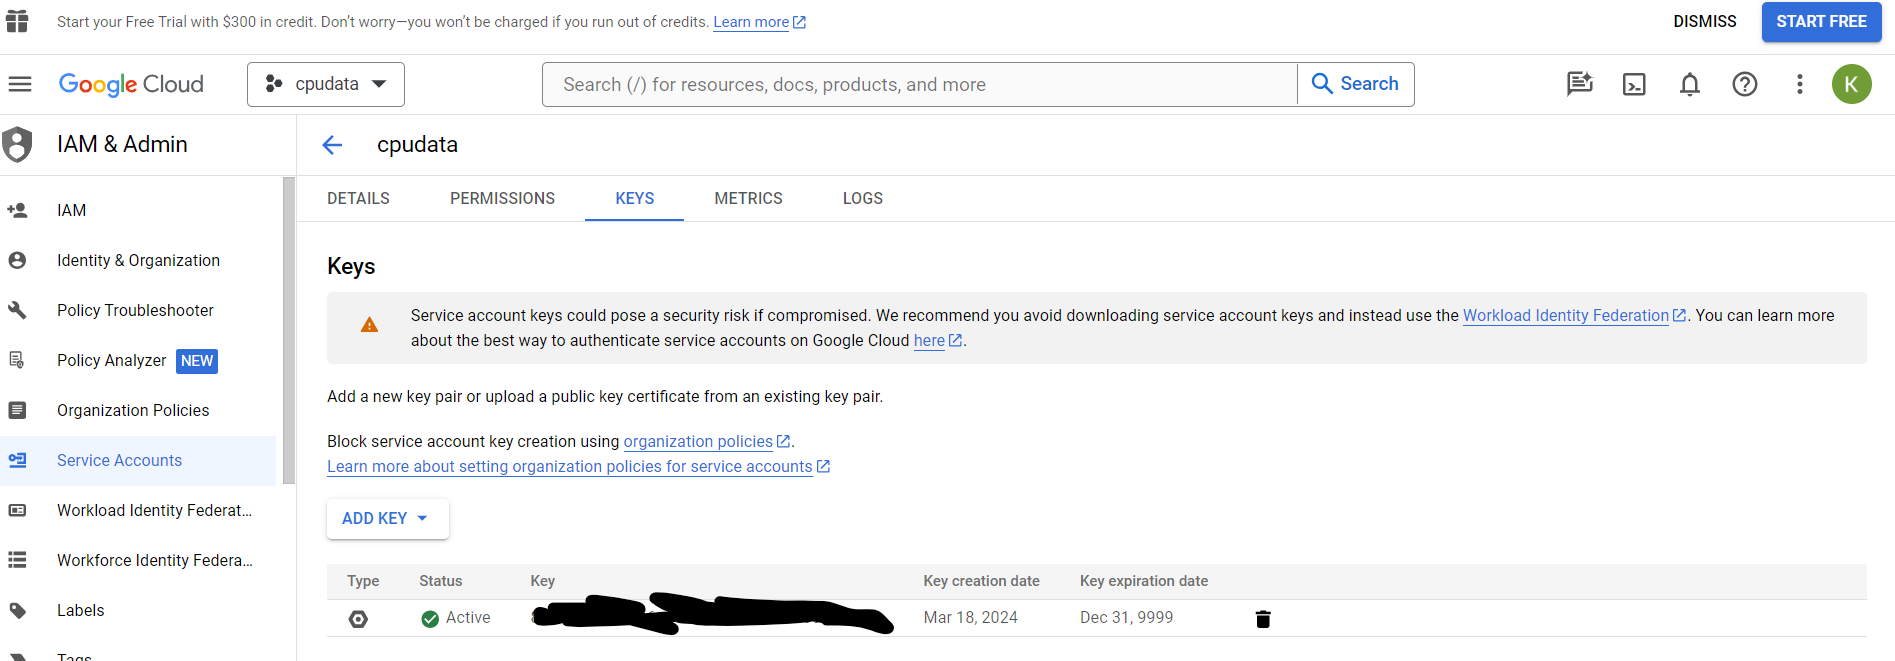 Start your Free Trial with $300 in credit. Don't worry—you won't be charged if you run out of credits. Learn more
DISMISS
START FREE
Google Cloud
cpudata
Search (/) for resources, docs, products, and more
Search
K
IAM & Admin
cpudata
DETAILS
PERMISSIONS
KEYS
METRICS
LOGS
IAM
Identity & Organization
Policy Troubleshooter
Policy Analyzer NEW
Organization Policies
Service Accounts
Workload Identity Federat...
Workforce Identity Federa...
Labels
Tags
Keys
Service account keys could pose a security risk if compromised. We recommend you avoid downloading service account keys and instead use the Workload Identity Federation. You can learn more
about the best way to authenticate service accounts on Google Cloud here.
Add a new key pair or upload a public key certificate from an existing key pair.
Block service account key creation using organization policies.
Learn more about setting organization policies for service accounts
ADD KEY
Type Status Key Key creation date Key expiration date
Active Mar 18, 2024 Dec 31, 9999